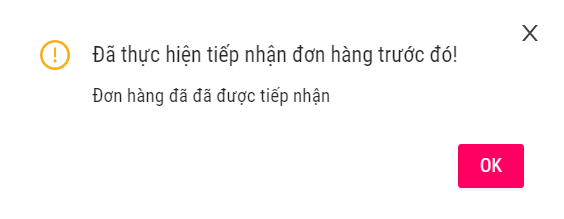 Đã thực hiện tiếp nhận đơn hàng trước đó!
Đơn hàng đã đã được tiếp nhận
OK